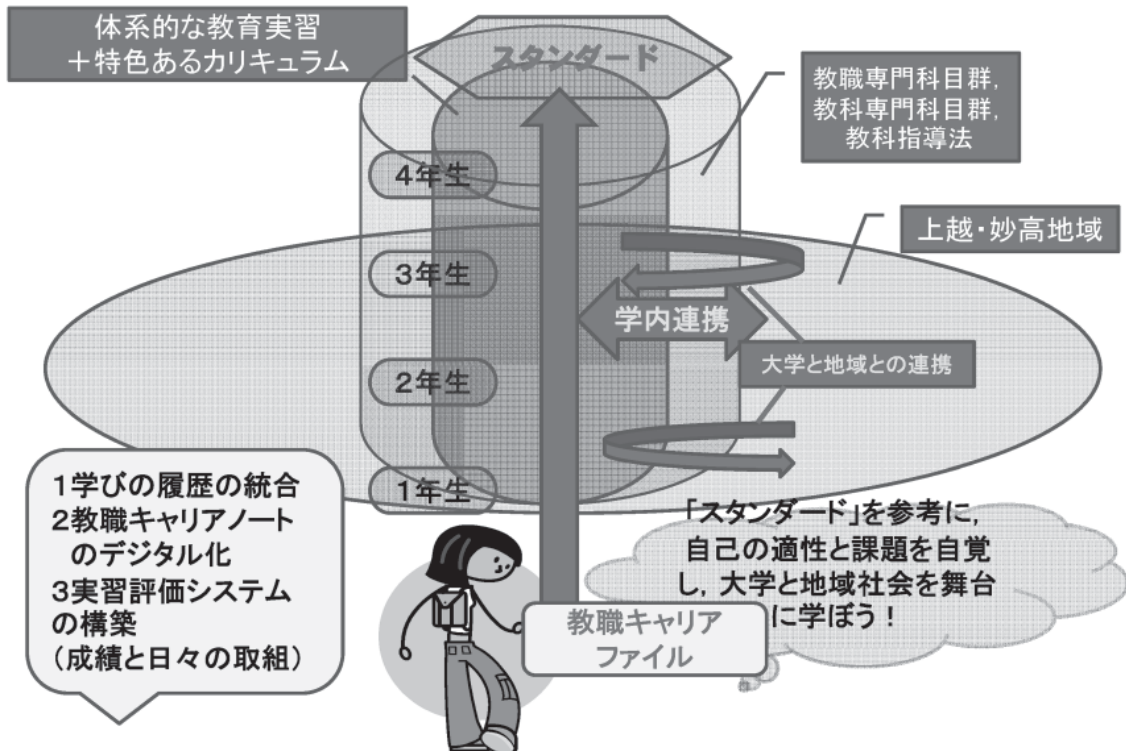 体系的な教育実習
+特色あるカリキュラム
スタンダード
教職専門科目群,
教科専門科目群,
教科指導法
4年生
上越・妙高地域
3年生
学内連携
大学と地域との連携
2年生
1年生
1学びの履歴の統合
2教職キャリアノート
のデジタル化
3実習評価システム
の構築
(成績と日々の取組)
「スタンダード」を参考に,
自己の適性と課題を自覚
し,大学と地域社会を舞台
に学ぼう!
教職キャリア
ファイル